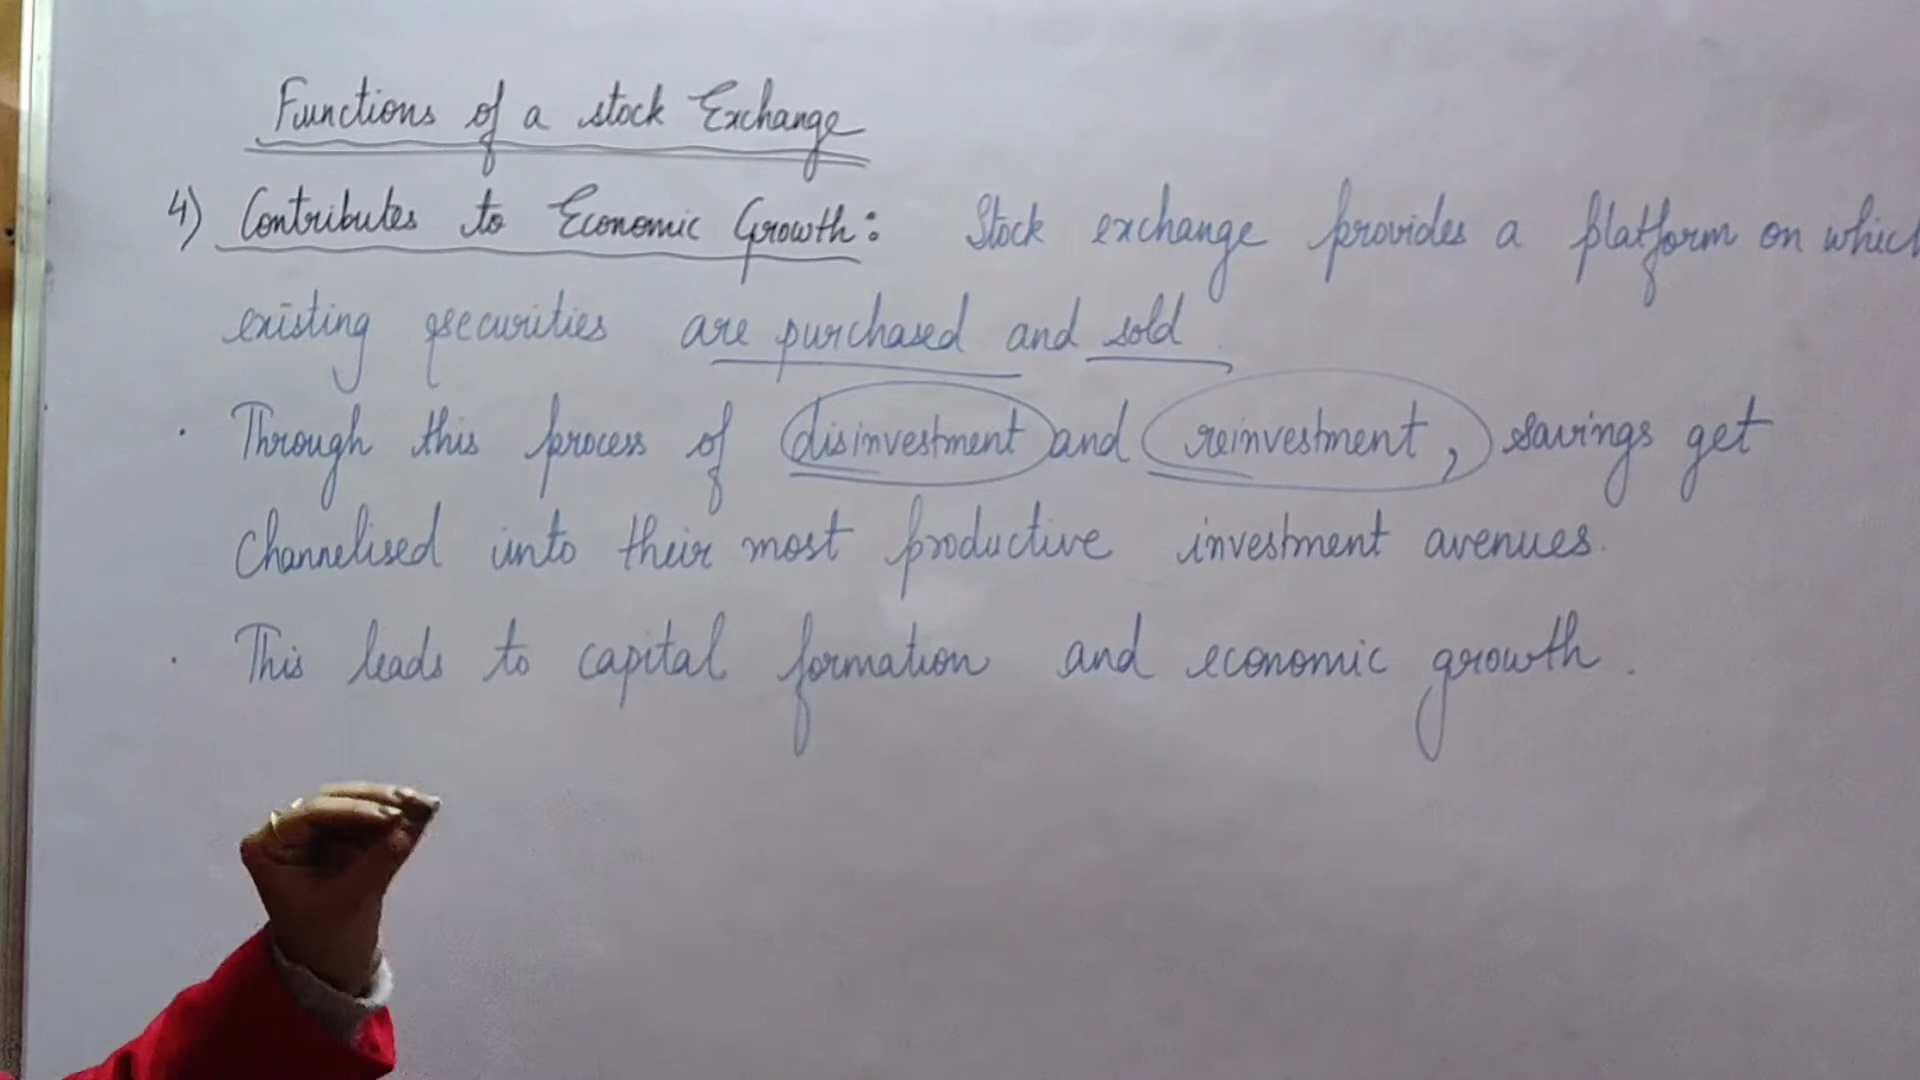 Functions of a stock Exchange
4) Contributes to Economic Growth: Stock exchange provides a platform on which
existing securities are purchased and sold.
· Through this process of disinvestment and reinvestment, savings get
channelised into their most productive investment avenues.
· This leads to capital formation and economic growth.